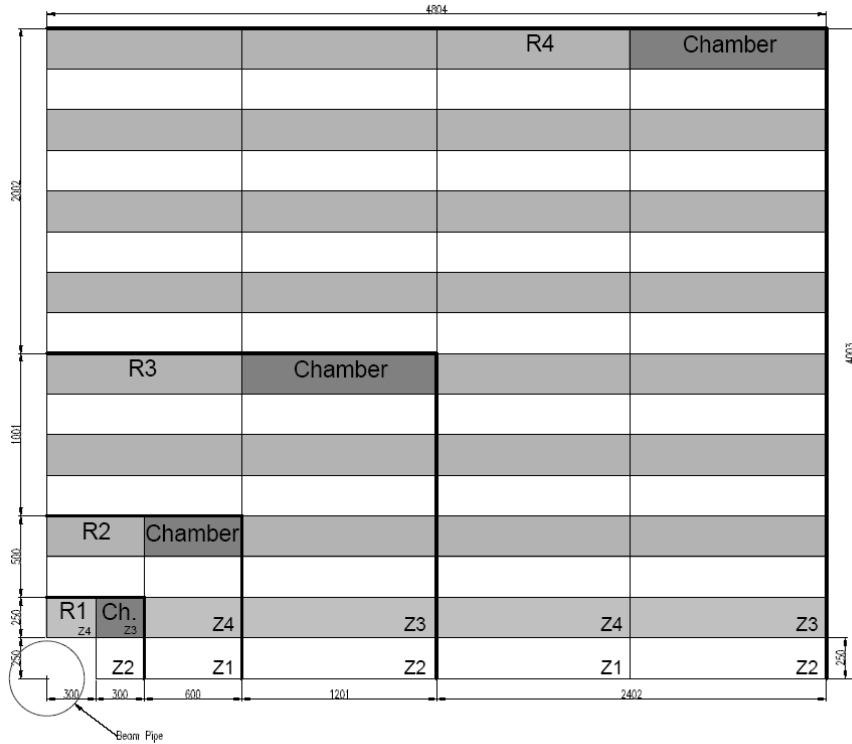 4804
R4 Chamber
2002
4003
R3 Chamber
1001
R2 Chamber
500
R1 Ch.
Z4 Z3 Z4 Z3 Z4 Z3
250
Z2 Z1 Z2 Z1 Z2
250 250
300 300 600 1201 2402
Beam Pipe